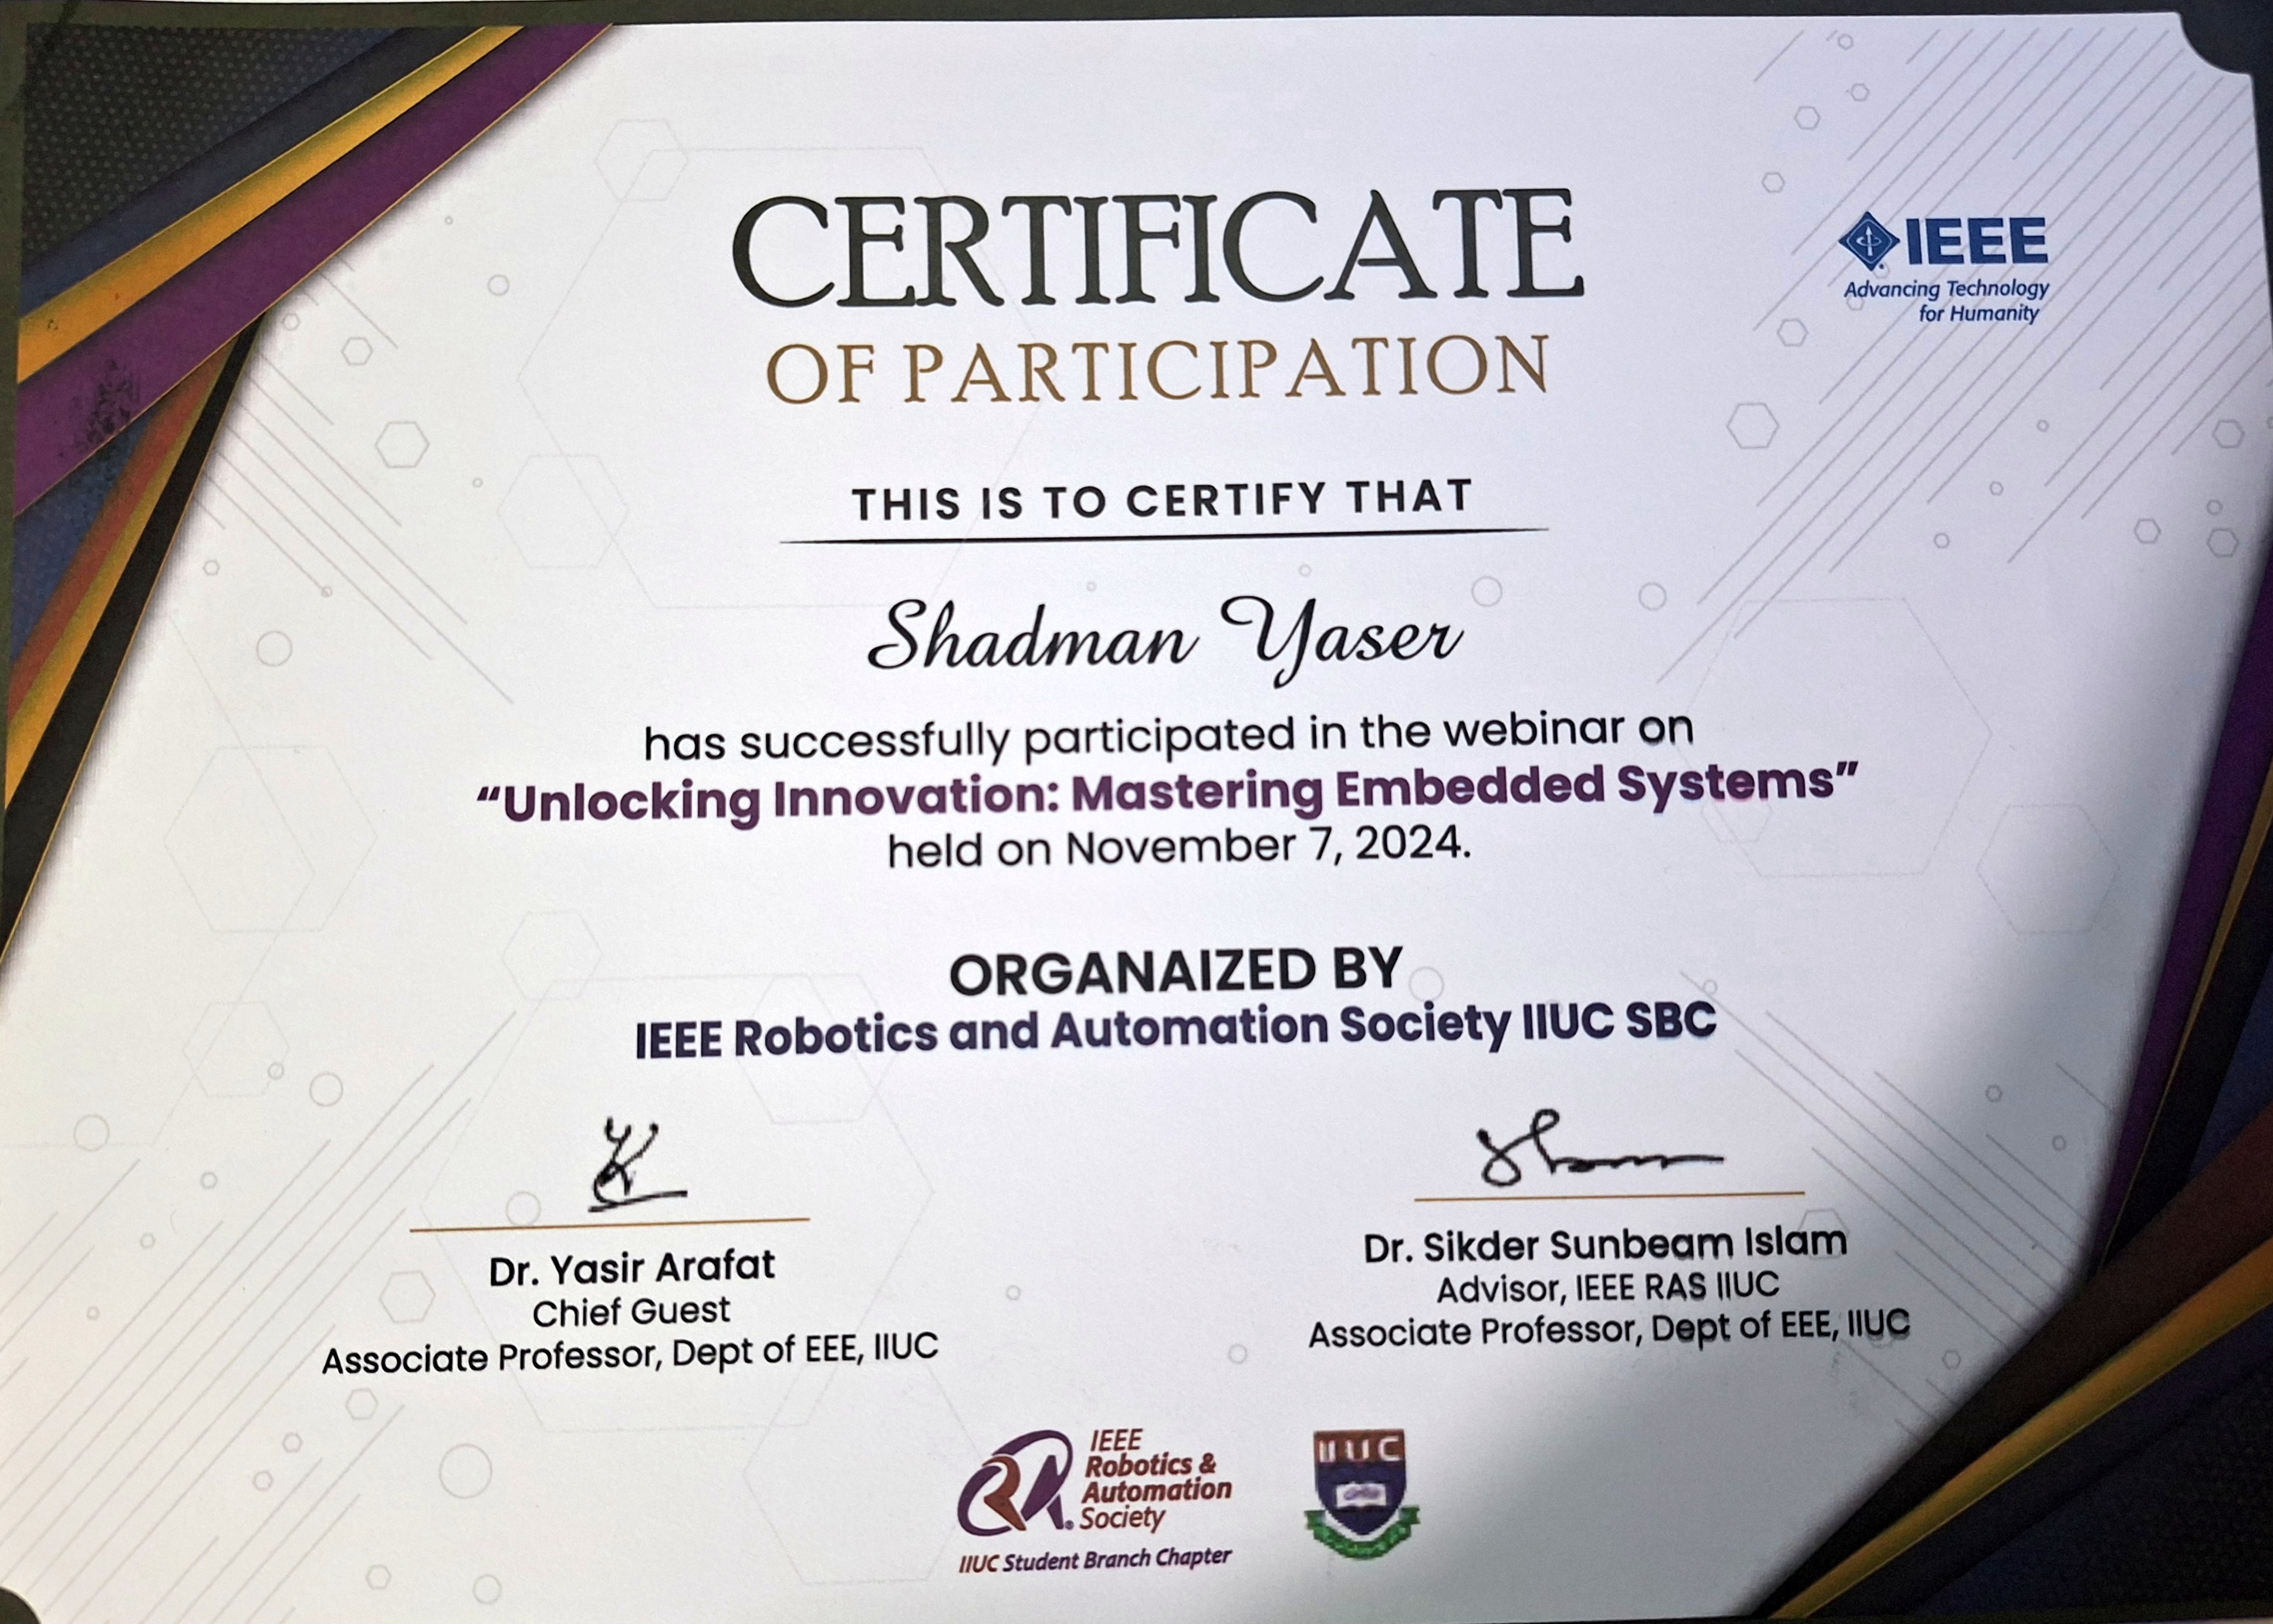 CERTIFICATE
OF PARTICIPATION
IEEE
Advancing Technology
for Humanity
THIS IS TO CERTIFY THAT
Shadman Yaser
has successfully participated in the webinar on
“Unlocking Innovation: Mastering Embedded Systems”
held on November 7, 2024.
ORGANAIZED BY
IEEE Robotics and Automation Society IIUC SBC
Dr. Yasir Arafat
Chief Guest
Associate Professor, Dept of EEE, IIUC
Dr. Sikder Sunbeam Islam
Advisor, IEEE RAS IIUC
Associate Professor, Dept of EEE, IIUC
IEEE
Robotics &
Automation
Society
IIUC Student Branch Chapter
IIUC